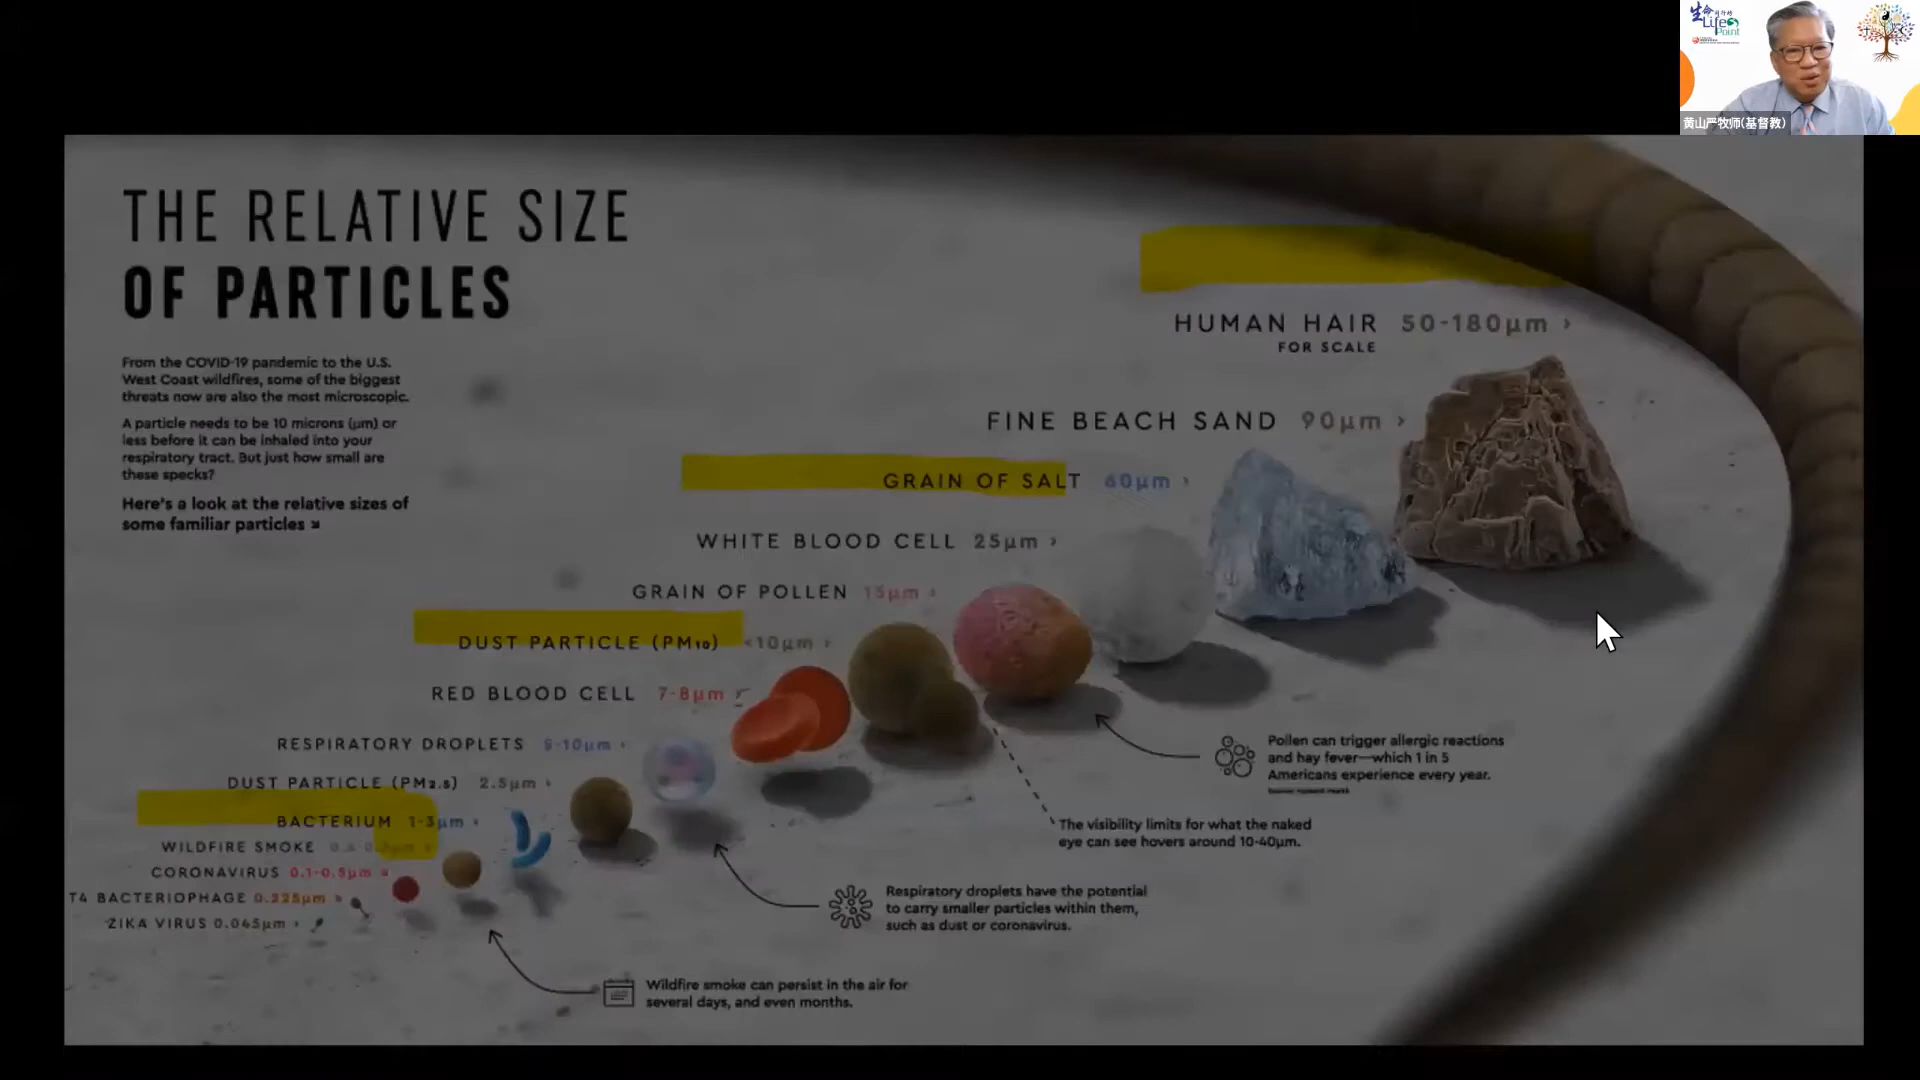 生命
Life
Point
黄山严牧师(基督教)
THE RELATIVE SIZE
OF PARTICLES
From the COVID-19 pandemic to the U.S.
West Coast wildfires, some of the biggest
threats now are also the most microscopic.
A particle needs to be 10 microns (μm) or
less before it can be inhaled into your
respiratory tract. But just how small are
these specks?
Here's a look at the relative sizes of
some familiar particles
HUMAN HAIR 50-180μm ›
FOR SCALE
FINE BEACH SAND 90μm ›
GRAIN OF SALT 60μm ›
WHITE BLOOD CELL 25μm ›
GRAIN OF POLLEN 15μm ›
DUST PARTICLE (PM10) <10μm ›
RED BLOOD CELL 7-8μm
RESPIRATORY DROPLETS 5-10μm ›
DUST PARTICLE (PM2.5) 2.5μm ›
BACTERIUM 1-3μm ›
WILDFIRE SMOKE
CORONAVIRUS 0.1-0.5μm
T4 BACTERIOPHAGE 0.225μm
ZIKA VIRUS 0.045μm ›
Pollen can trigger allergic reactions
and hay fever—which 1 in 5
Americans experience every year.
The visibility limits for what the naked
eye can see hovers around 10-40μm.
Respiratory droplets have the potential
to carry smaller particles within them,
such as dust or coronavirus.
Wildfire smoke can persist in the air for
several days, and even months.